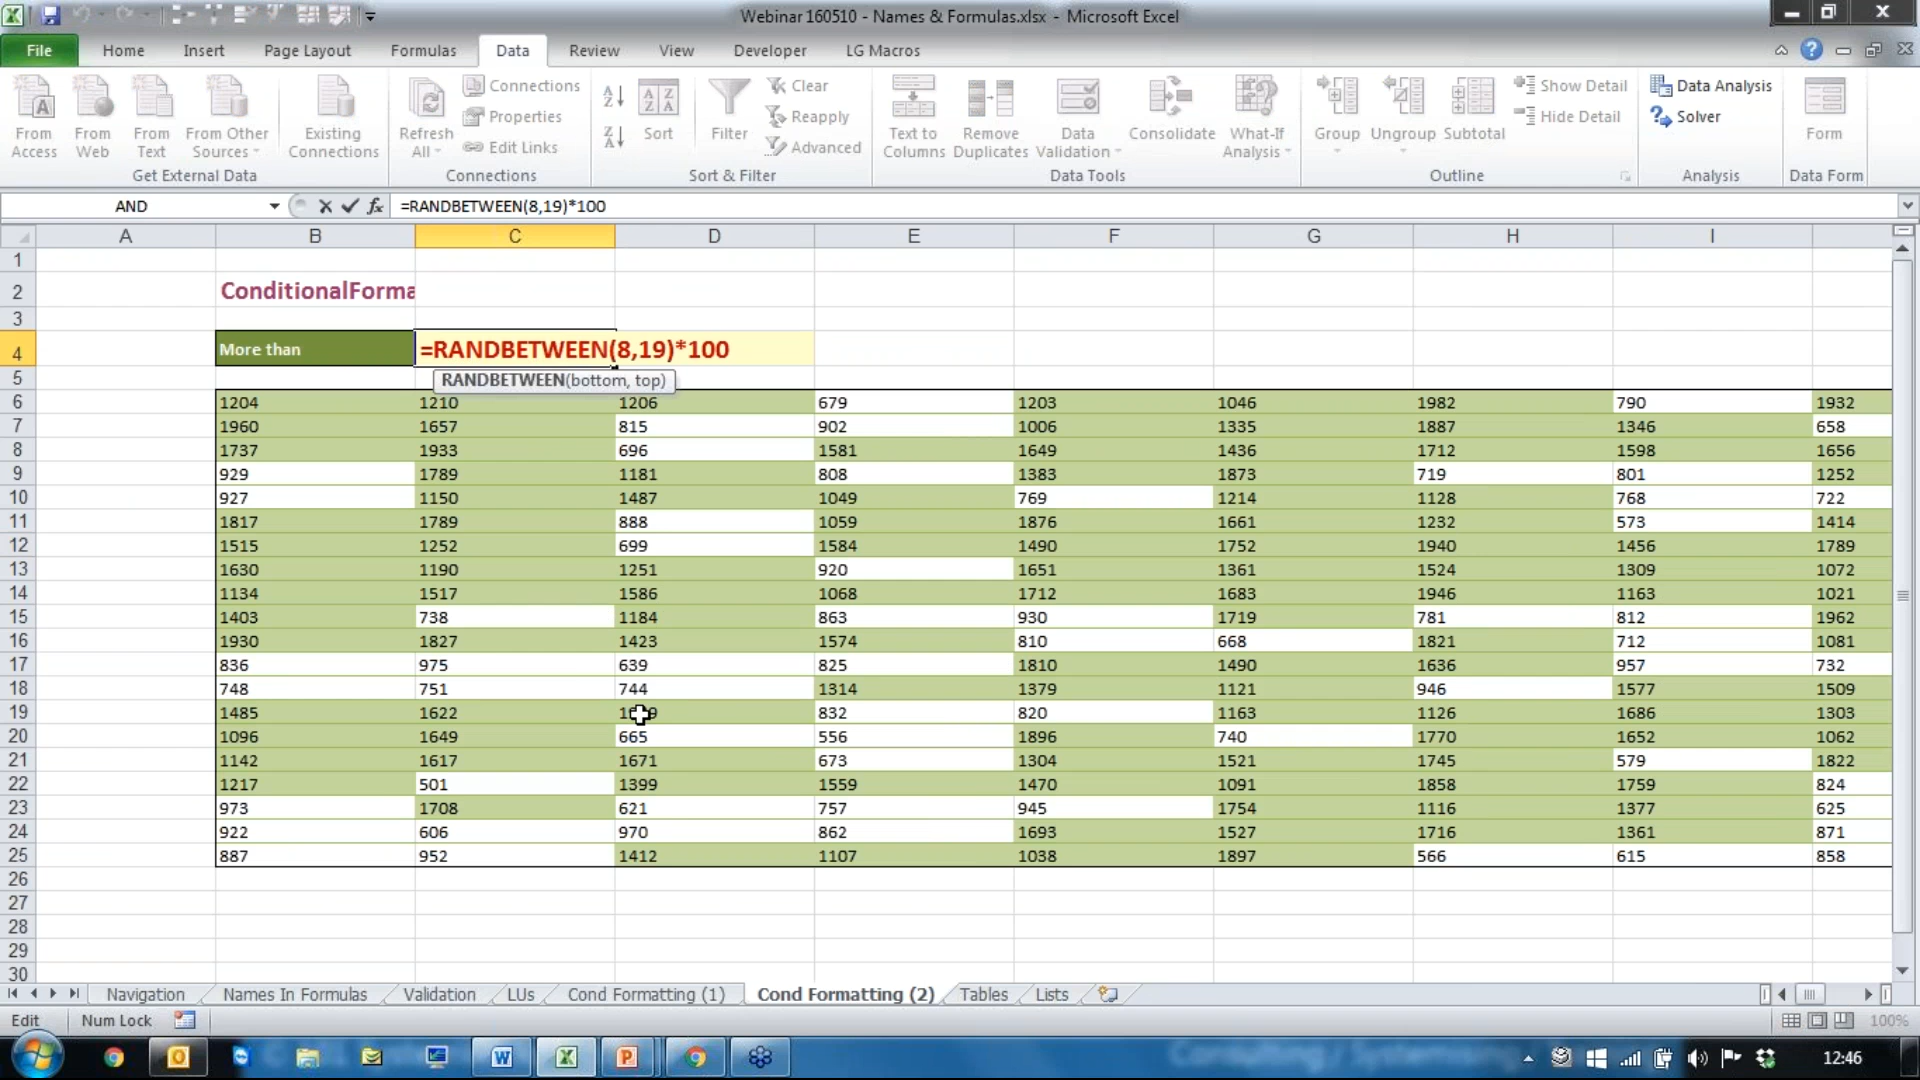 Webinar 160510 - Names & Formulas.xlsx - Microsoft Excel
File Home Insert Page Layout Formulas Data Review View Developer LG Macros
From Access From Web From Text From Other Sources Existing Connections Refresh All Connections Properties Edit Links Sort Filter Clear Reapply Advanced Text to Columns Remove Duplicates Data Validation Consolidate What-If Analysis Group Ungroup Subtotal Show Detail Hide Detail Data Analysis Solver Form
Get External Data Connections Sort & Filter Data Tools Outline Analysis Data Form
AND =RANDBETWEEN(8,19)*100
A B C D E F G H I
1
2 ConditionalForma
3
4 More than =RANDBETWEEN(8,19)*100
5 RANDBETWEEN(bottom, top)
6 1204 1210 1206 679 1203 1046 1982 790 1932
7 1960 1657 815 902 1006 1335 1887 1346 658
8 1737 1933 696 1581 1649 1436 1712 1598 1656
9 929 1789 1181 808 1383 1873 719 801 1252
10 927 1150 1487 1049 769 1214 1128 768 722
11 1817 1789 888 1059 1876 1661 1232 573 1414
12 1515 1252 699 1584 1490 1752 1940 1456 1789
13 1630 1190 1251 920 1651 1361 1524 1309 1072
14 1134 1517 1586 1068 1712 1683 1946 1163 1021
15 1403 738 1184 863 930 1719 781 812 1962
16 1930 1827 1423 1574 810 668 1821 712 1081
17 836 975 639 825 1810 1490 1636 957 732
18 748 751 744 1314 1379 1121 946 1577 1509
19 1485 1622 832 820 1163 1126 1686 1303
20 1096 1649 665 556 1896 740 1770 1652 1062
21 1142 1617 1671 673 1304 1521 1745 579 1822
22 1217 501 1399 1559 1470 1091 1858 1759 824
23 973 1708 621 757 945 1754 1116 1377 625
24 922 606 970 862 1693 1527 1716 1361 871
25 887 952 1412 1107 1038 1897 566 615 858
26
27
28
29
30
Navigation Names In Formulas Validation LUs Cond Formatting (1) Cond Formatting (2) Tables Lists
Edit Num Lock 100%
12:46